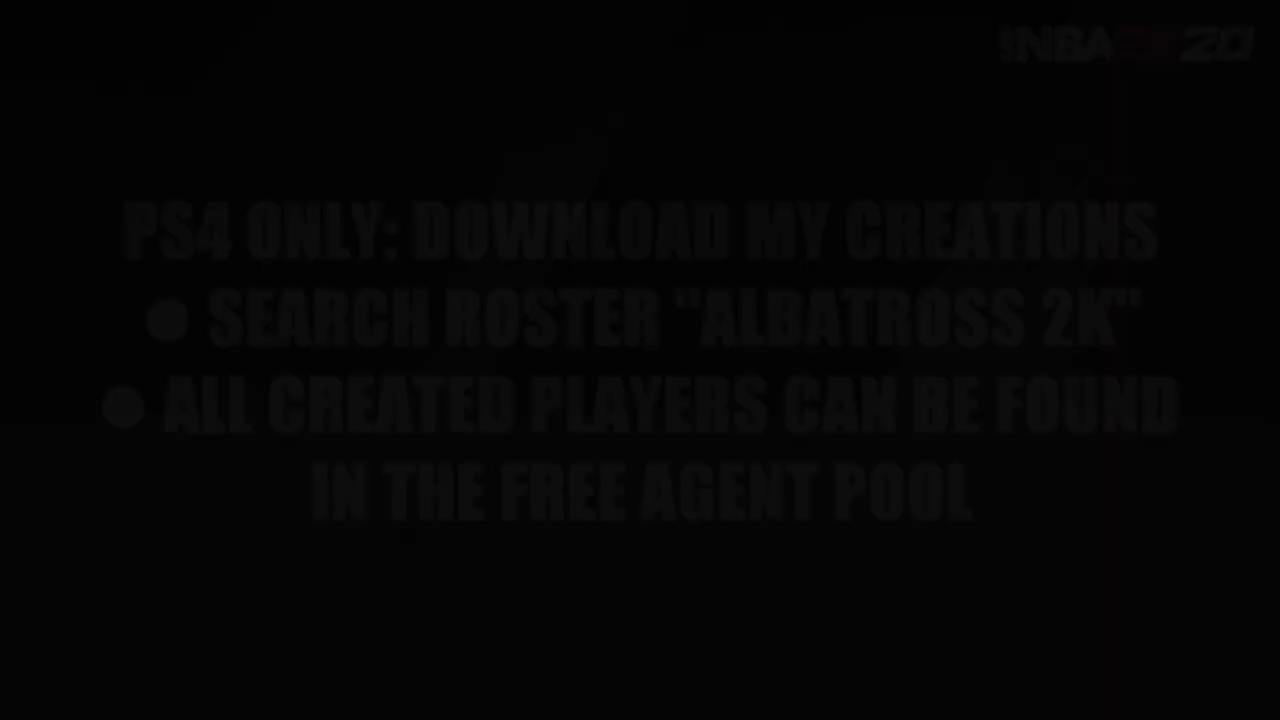 NBA 2K20
PS4 ONLY: DOWNLOAD MY CREATIONS
● SEARCH ROSTER "ALBATROSS 2K"
● ALL CREATED PLAYERS CAN BE FOUND
IN THE FREE AGENT POOL